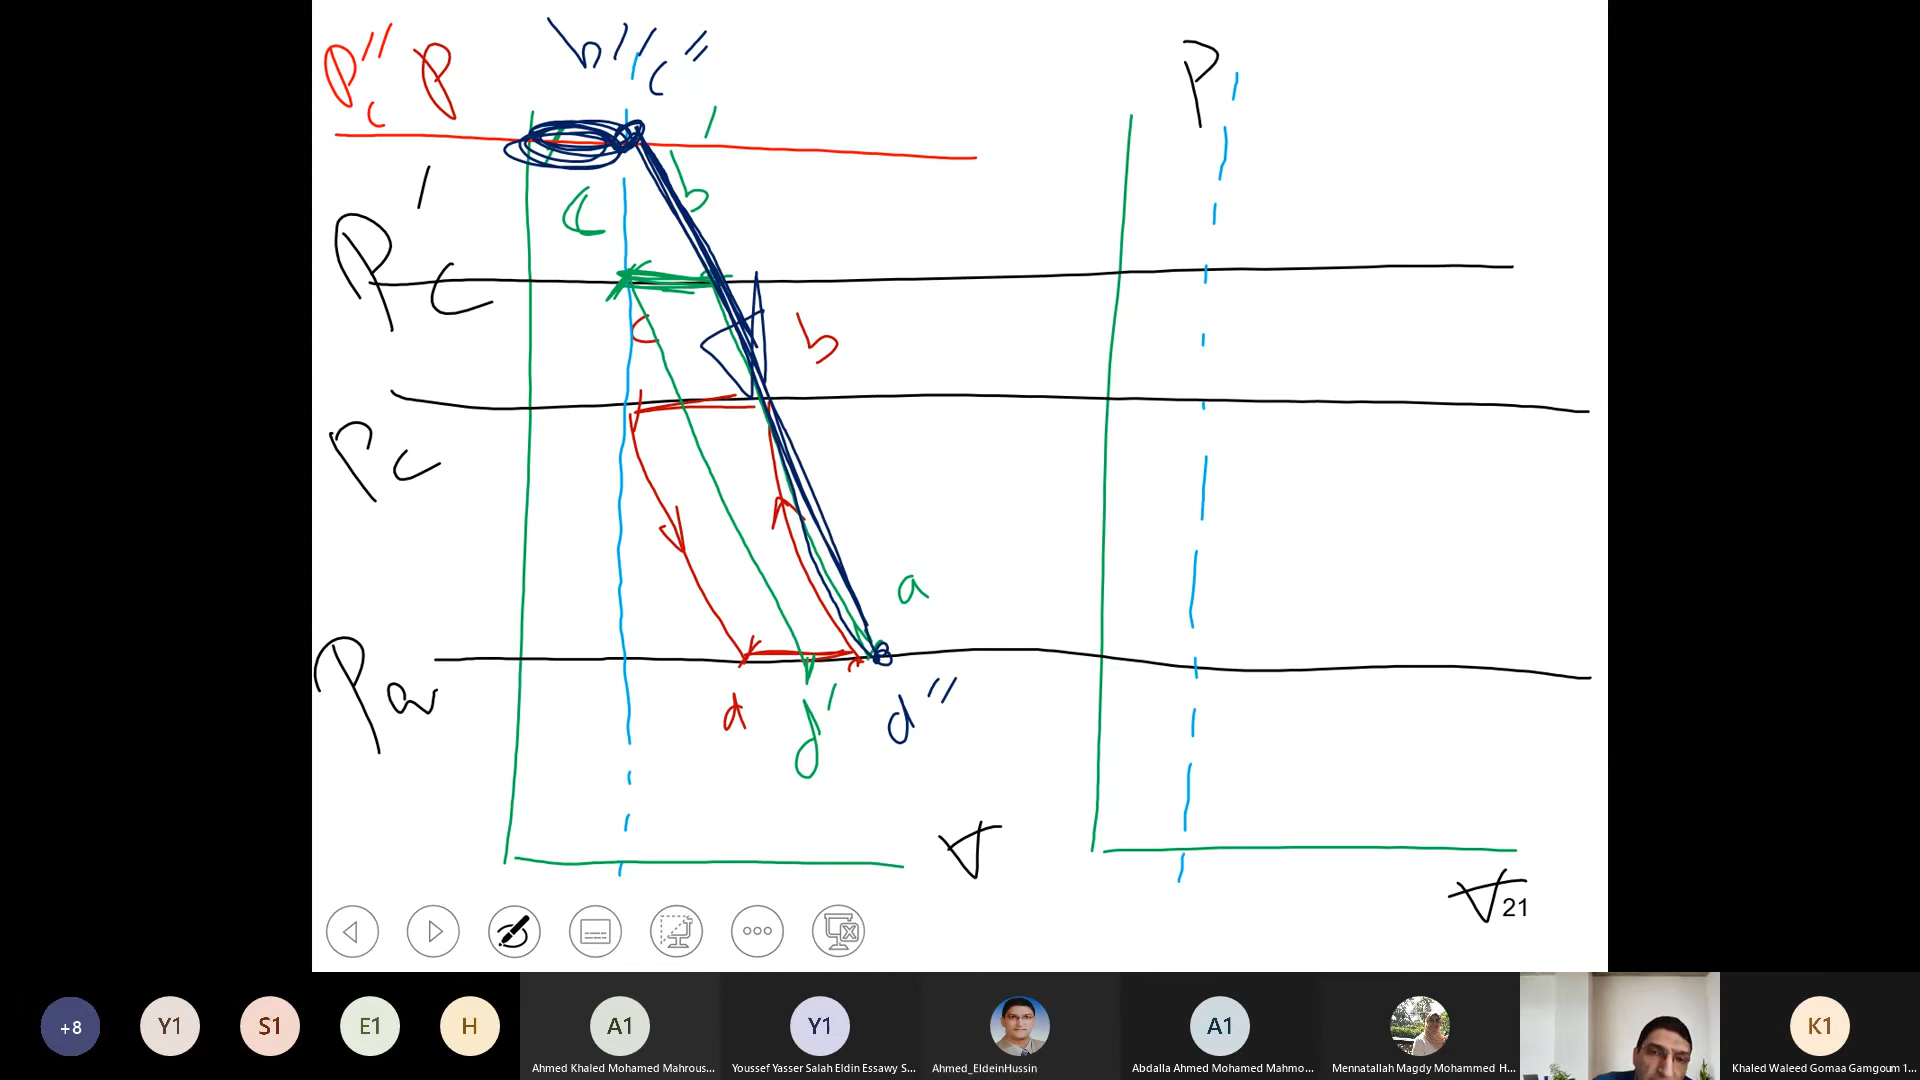 P"c P
b" c"
P
P'c
c'
b'
c
b
Pc
a
Pa
d
d'
d"
V
V
21
+8
Y1
S1
E1
H
A1
Ahmed Khaled Mohamed Mahrous...
Y1
Youssef Yasser Salah Eldin Essawy S...
Ahmed_EldeinHussin
A1
Abdalla Ahmed Mohamed Mahmo...
Mennatallah Magdy Mohammed H...
K1
Khaled Waleed Gomaa Gamgoum 1...